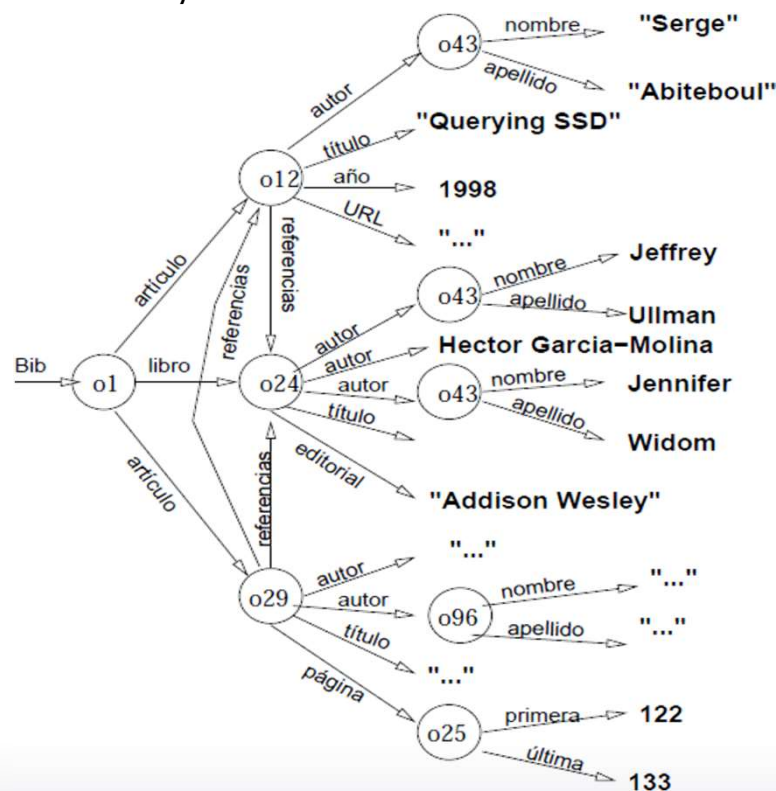 o43
nombre
"Serge"
apellido
"Abiteboul"
autor
"Querying SSD"
título
o12
año
1998
URL
"..."
artículo
referencias
referencias
Jeffrey
nombre
o43
apellido
Ullman
autor
Hector Garcia-Molina
autor
Bib
o1
libro
o24
autor
o43
nombre
Jennifer
apellido
Widom
título
editorial
"Addison Wesley"
artículo
referencias
"..."
autor
o29
autor
o96
nombre
"..."
apellido
"..."
título
"..."
página
o25
primera
122
última
133